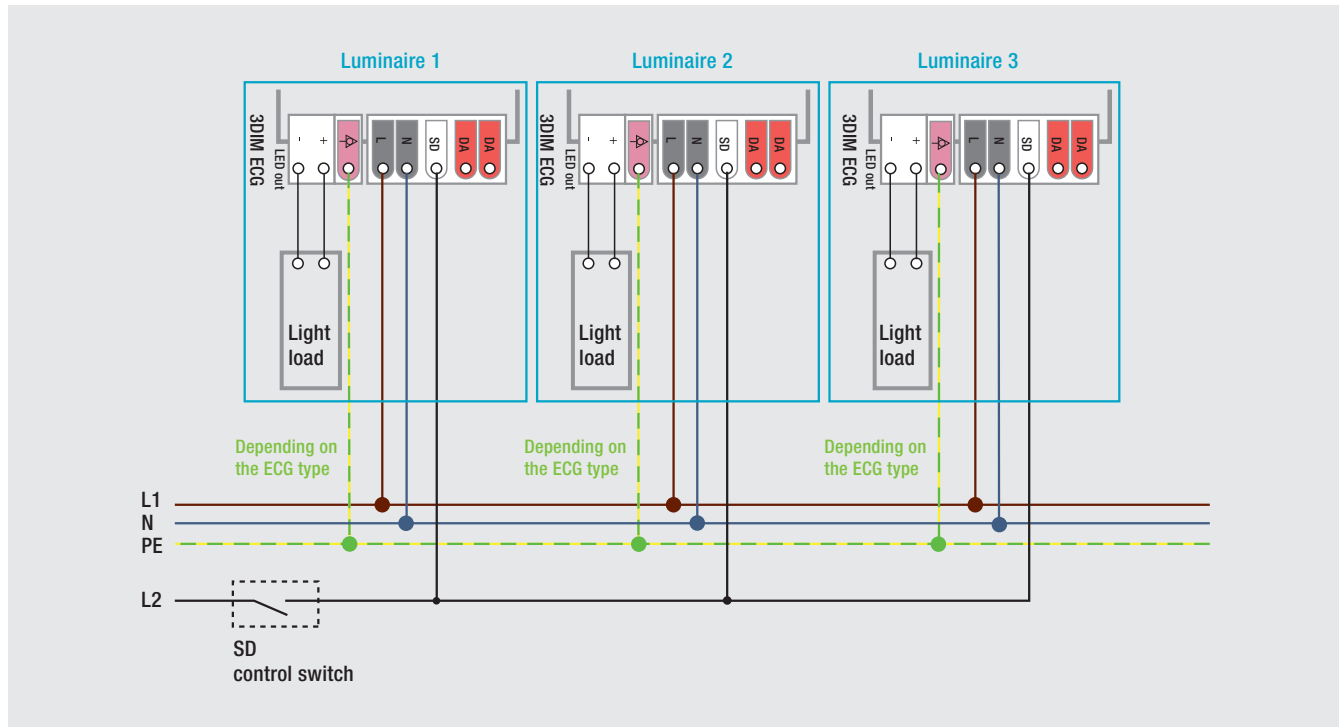 Luminaire 1
Luminaire 2
Luminaire 3
3DIM ECG
LED out
-
+
L
N
SD
DA
DA
3DIM ECG
LED out
-
+
L
N
SD
DA
DA
3DIM ECG
LED out
-
+
L
N
SD
DA
DA
Light
load
Light
load
Light
load
Depending on
the ECG type
Depending on
the ECG type
Depending on
the ECG type
L1
N
PE
L2
SD
control switch